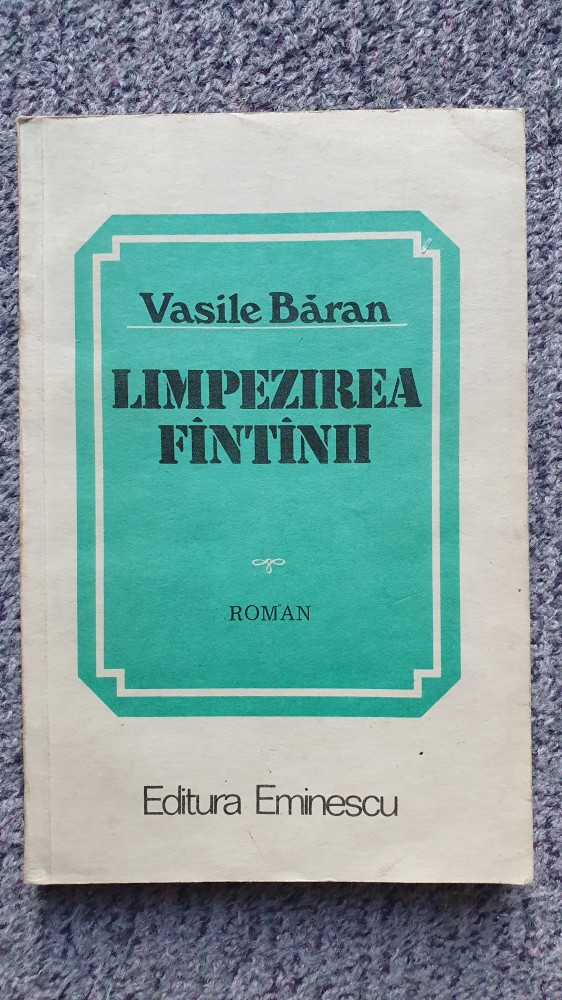 Vasile Băran
LIMPEZIREA
FÎNTÎNII
ROMAN
Editura Eminescu